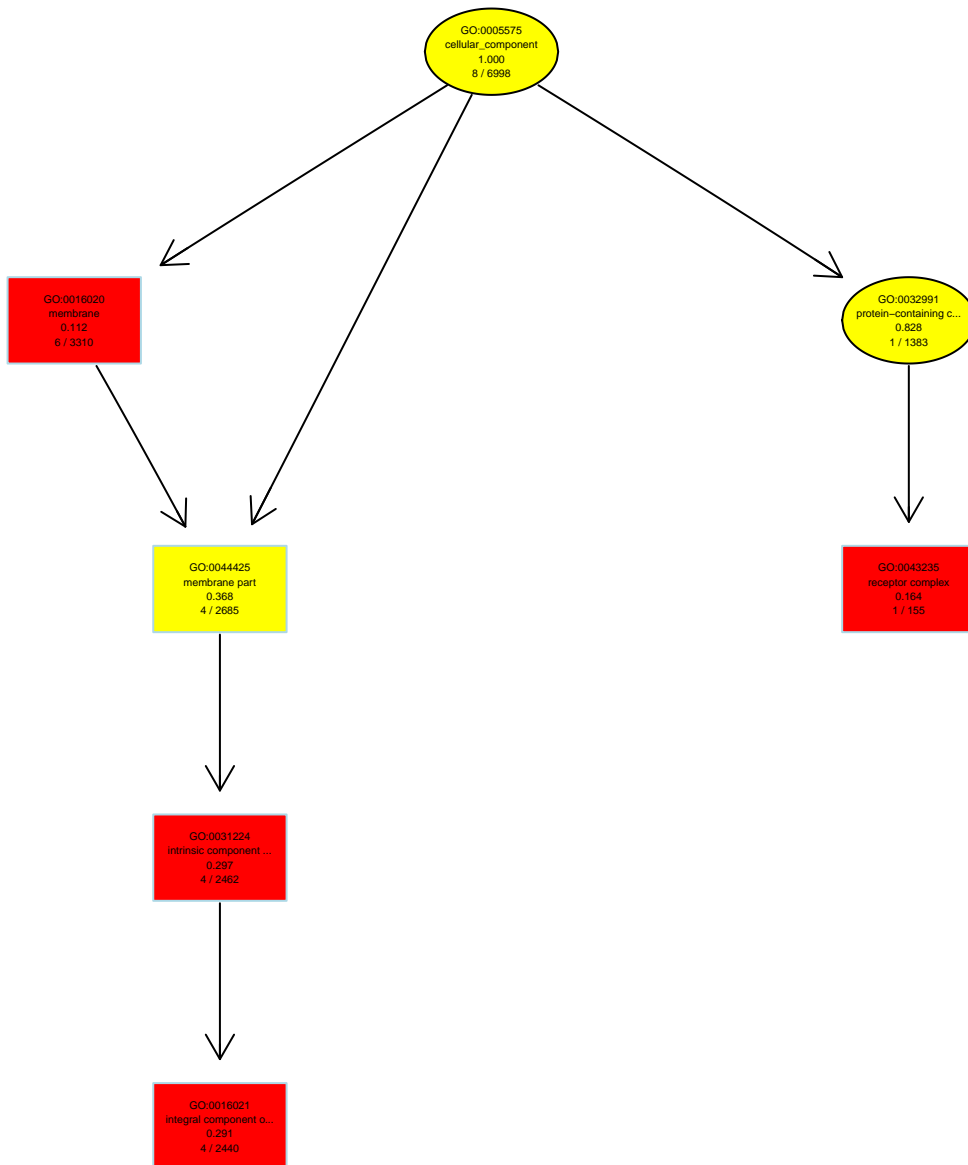 GO:0005575
cellular_component
1.000
8 / 6998
GO:0016020
membrane
0.112
6 / 3310
GO:0032991
protein−containing c...
0.828
1 / 1383
GO:0044425
membrane part
0.368
4 / 2685
GO:0043235
receptor complex
0.164
1 / 155
GO:0031224
intrinsic component ...
0.297
4 / 2462
GO:0016021
integral component o...
0.291
4 / 2440